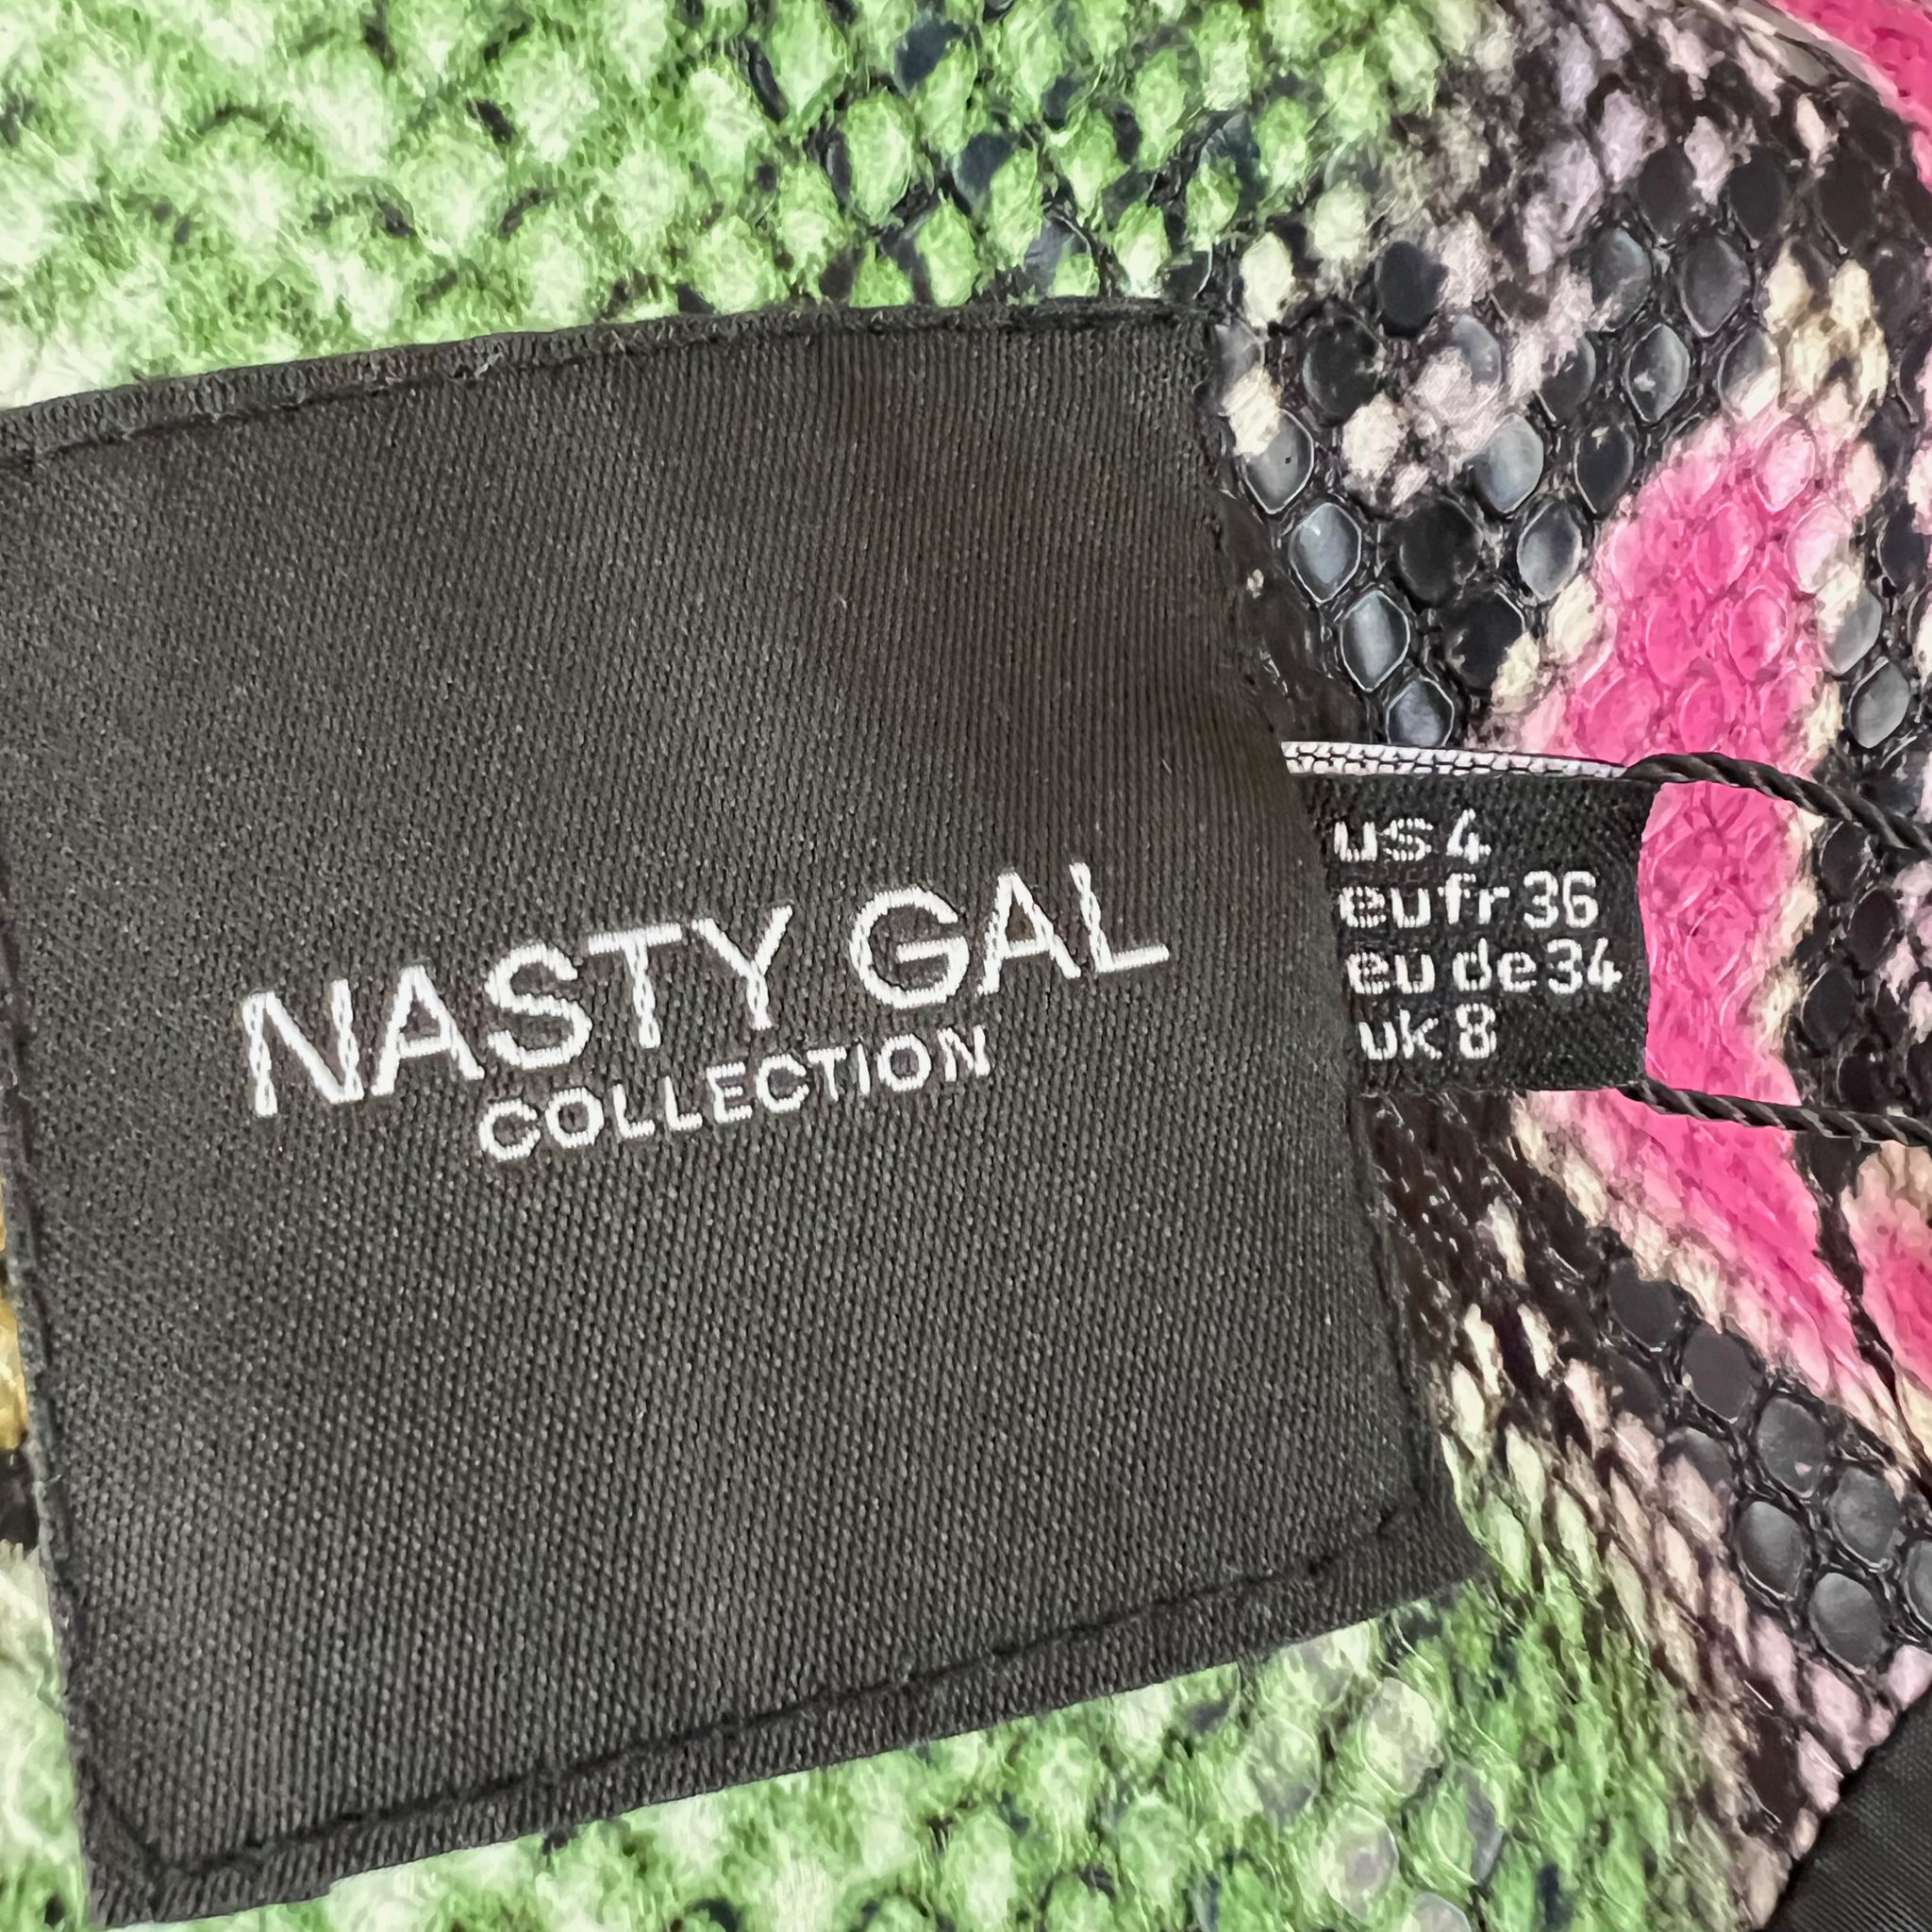 NASTY GAL
COLLECTION
us 4
eu fr 36
eu de 34
uk 8